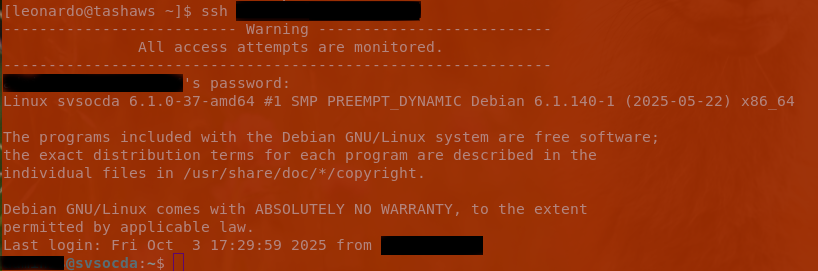 [leonardo@tashaws ~]$ ssh
------------------------- Warning --------------------------
All access attempts are monitored.
------------------------------------------------------------
's password:
Linux svsocda 6.1.0-37-amd64 #1 SMP PREEMPT_DYNAMIC Debian 6.1.140-1 (2025-05-22) x86_64
The programs included with the Debian GNU/Linux system are free software;
the exact distribution terms for each program are described in the
individual files in /usr/share/doc/*/copyright.
Debian GNU/Linux comes with ABSOLUTELY NO WARRANTY, to the extent
permitted by applicable law.
Last login: Fri Oct  3 17:29:59 2025 from
@svsocda:~$